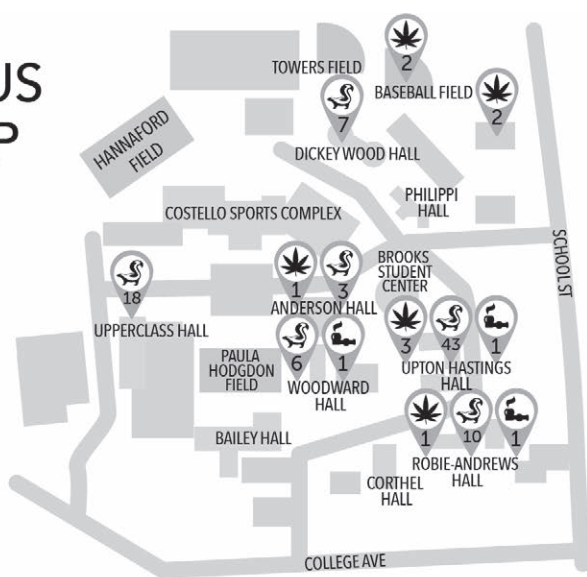 US
P
2
TOWERS FIELD
BASEBALL FIELD
2
7
HANNAFORD
FIELD
DICKEY WOOD HALL
PHILIPPI
HALL
COSTELLO SPORTS COMPLEX
SCHOOL ST
BROOKS
STUDENT
CENTER
18
1
3
ANDERSON HALL
UPPERCLASS HALL
6
1
3
43
1
PAULA
HODGDON
FIELD
WOODWARD
HALL
UPTON HASTINGS
HALL
1
10
1
BAILEY HALL
ROBIE-ANDREWS
HALL
CORTHEL
HALL
COLLEGE AVE